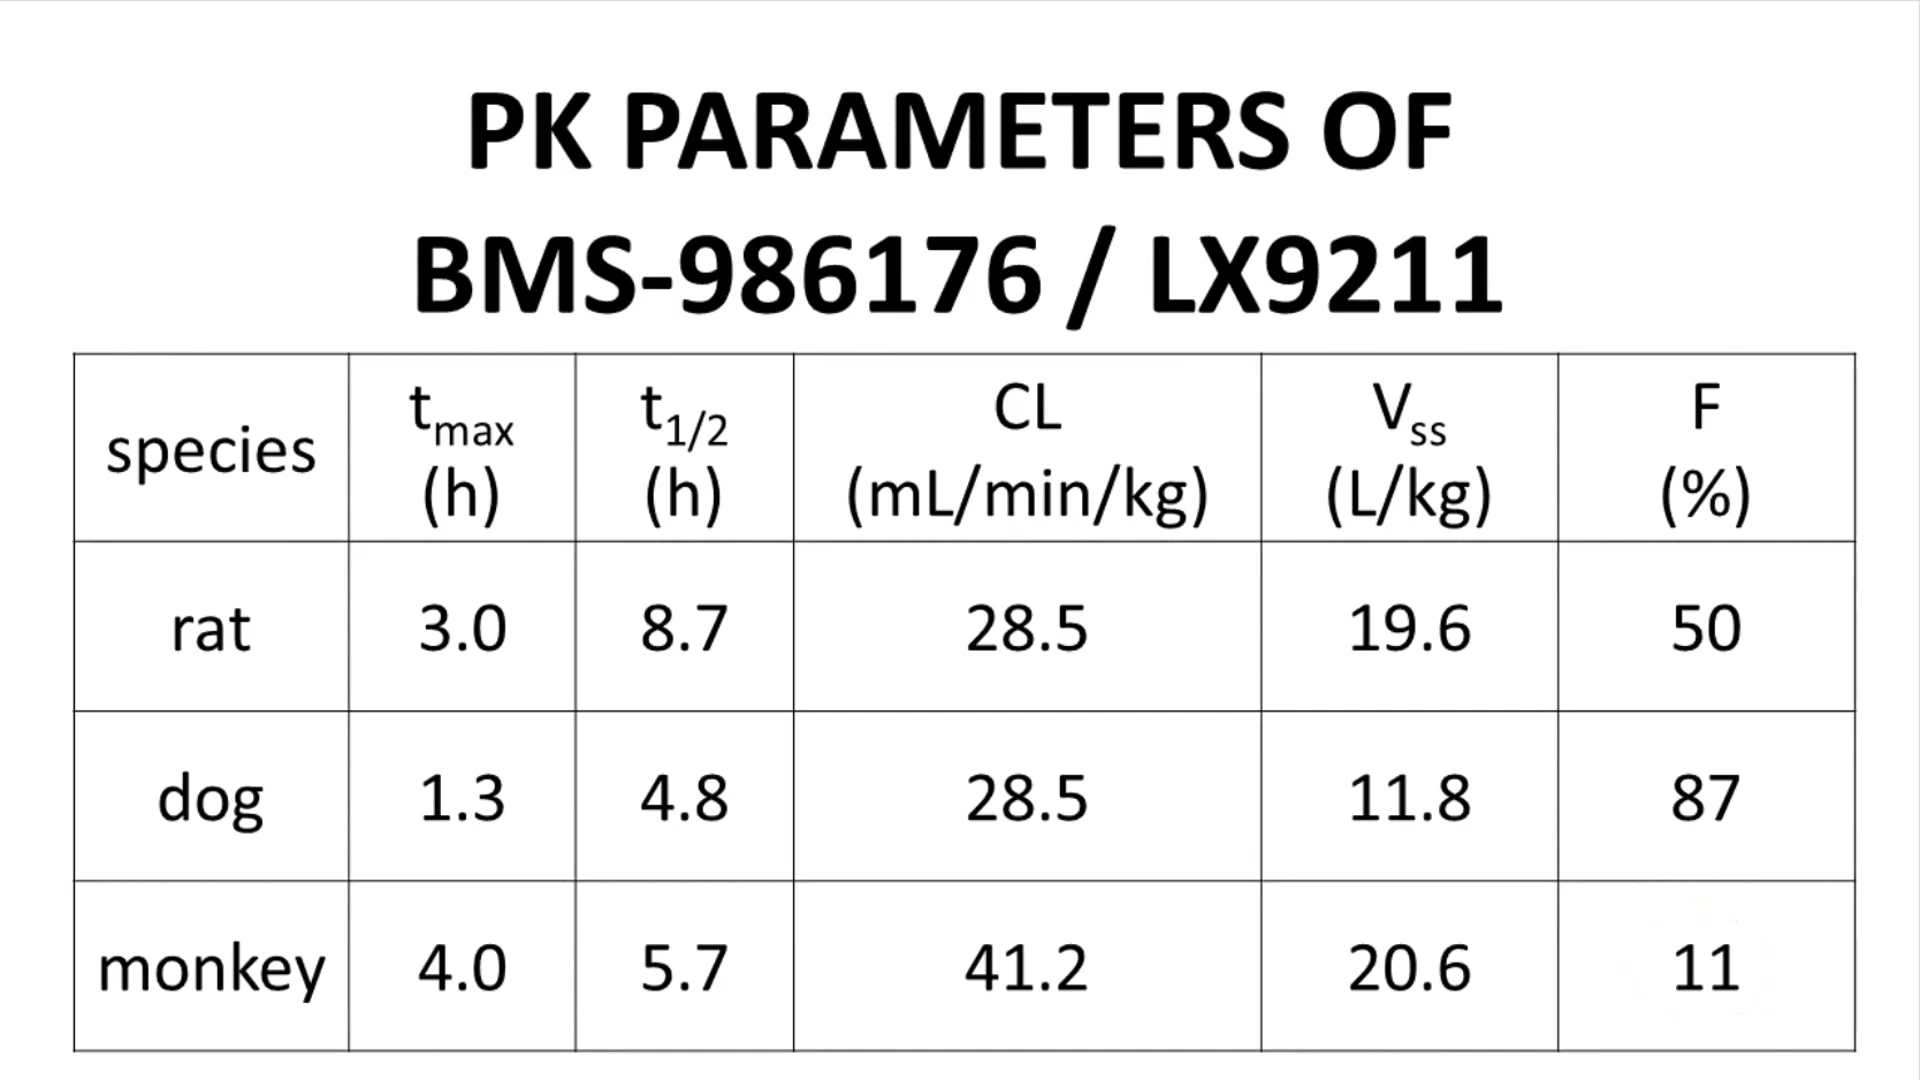 PK PARAMETERS OF
BMS-986176 / LX9211
species tmax (h) t1/2 (h) CL (mL/min/kg) Vss (L/kg) F (%)
rat 3.0 8.7 28.5 19.6 50
dog 1.3 4.8 28.5 11.8 87
monkey 4.0 5.7 41.2 20.6 11